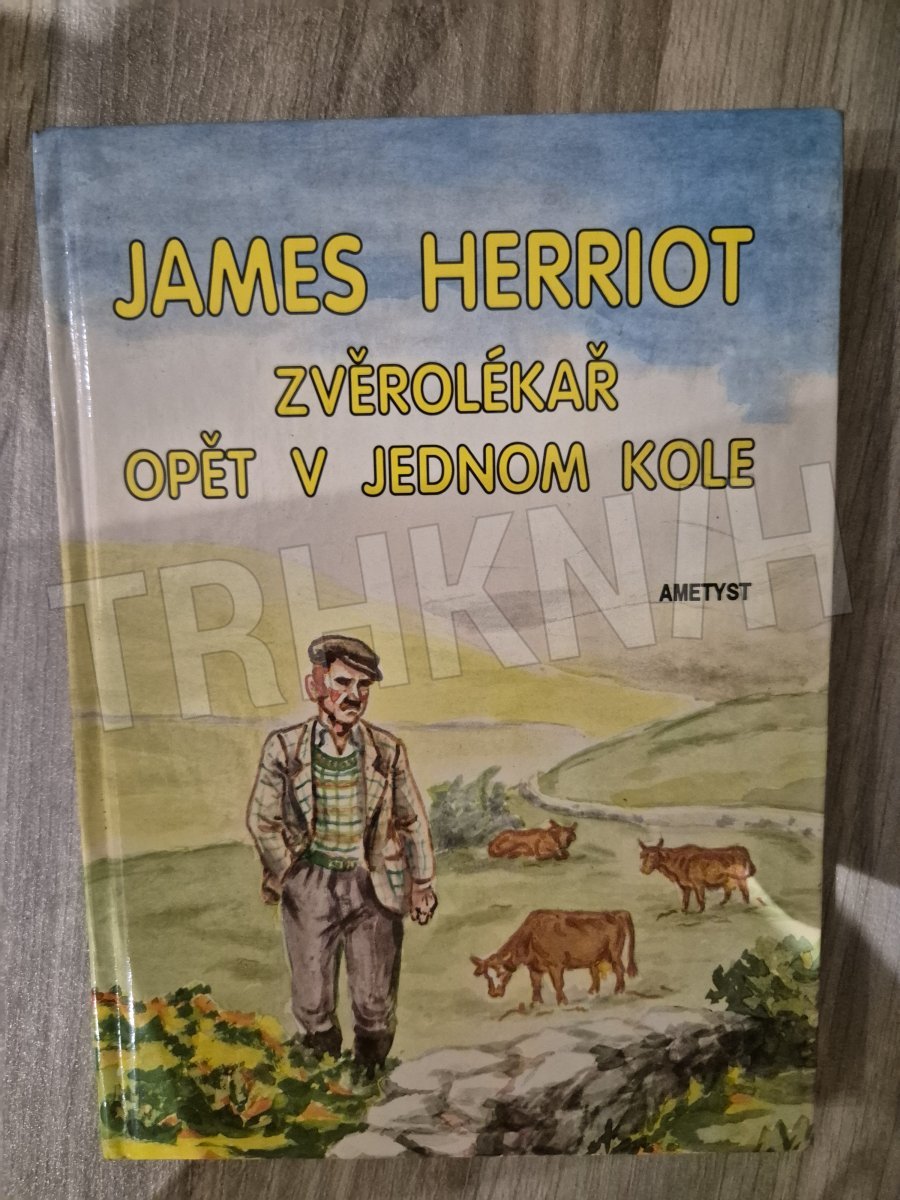 JAMES HERRIOT
ZVĚROLÉKAŘ
OPĚT V JEDNOM KOLE
TRHKNIH
AMETYST